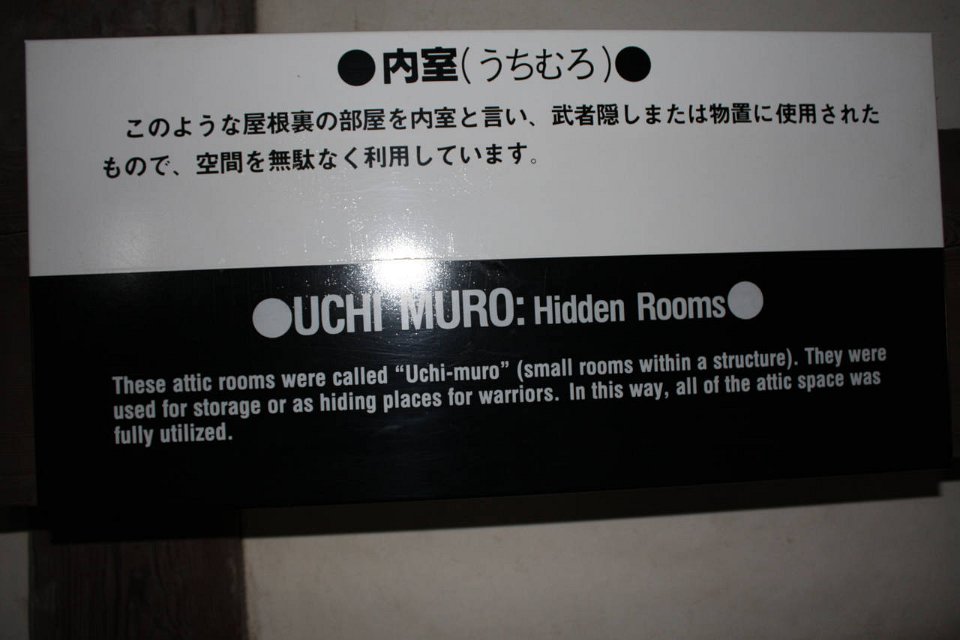 ●内室(うちむろ)●
このような屋根裏の部屋を内室と言い、武者隠しまたは物置に使用された
もので、空間を無駄なく利用しています。
●UCHI MURO: Hidden Rooms●
These attic rooms were called “Uchi-muro” (small rooms within a structure). They were
used for storage or as hiding places for warriors. In this way, all of the attic space was
fully utilized.